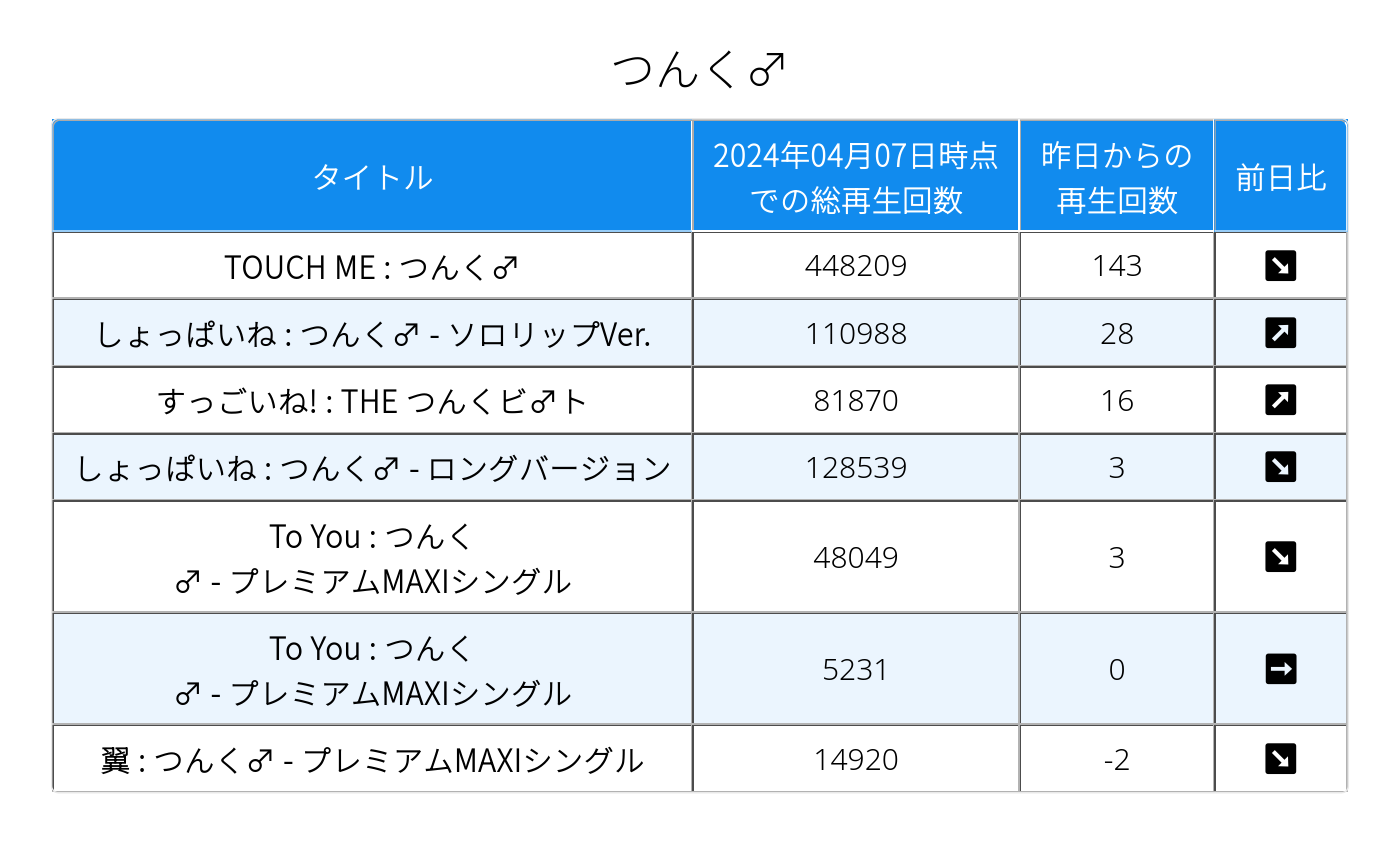 つんく♂
タイトル
2024年04月07日時点
での総再生回数
昨日からの
再生回数
前日比
TOUCH ME : つんく♂ 448209 143 ↘
しょっぱいね : つんく♂ - ソロリップVer. 110988 28 ↗
すっごいね! : THE つんくビ♂ト 81870 16 ↗
しょっぱいね : つんく♂ - ロングバージョン 128539 3 ↘
To You : つんく
♂ - プレミアムMAXIシングル 48049 3 ↘
To You : つんく
♂ - プレミアムMAXIシングル 5231 0 →
翼 : つんく♂ - プレミアムMAXIシングル 14920 -2 ↘